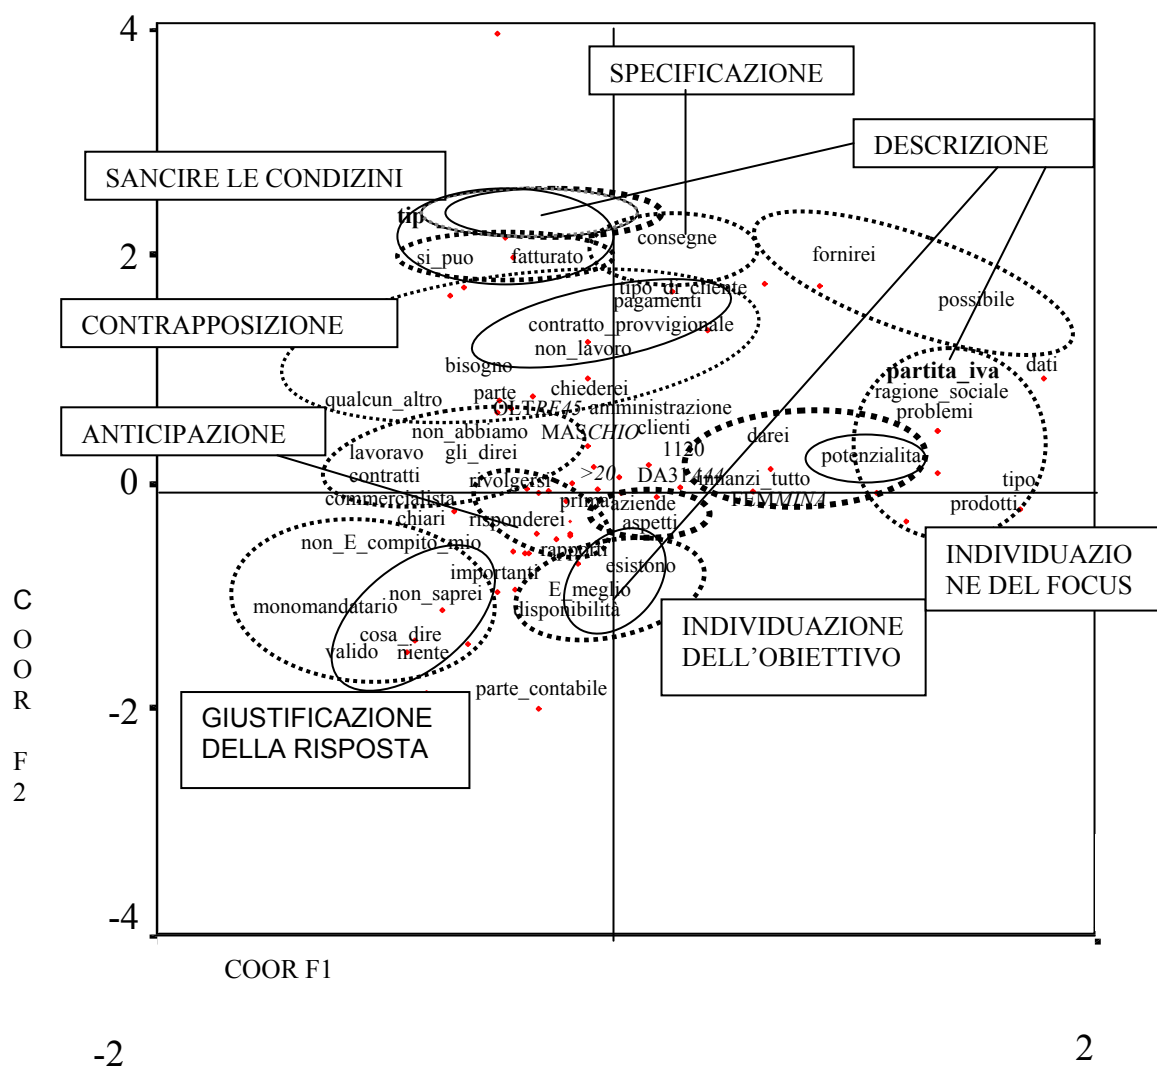 4
SPECIFICAZIONE
DESCRIZIONE
SANCIRE LE CONDIZINI
tip
consegne
2
si_puo
fatturato
fornirei
tipo_di_cliente
pagamenti
possibile
CONTRAPPOSIZIONE
contratto_provvigionale
non_lavoro
bisogno
partita_iva
dati
parte
chiederei
ragione_sociale
qualcun_altro
OLTRE45
amministrazione
problemi
ANTICIPAZIONE
non_abbiamo
MASCHIO
clienti
darei
lavoravo
gli_direi
1120
potenzialita
contratti
rivolgersi
>20
DA31444
innanzi_tutto
tipo
0
commercialista
prima
aziende
FEMMINA
prodotti
chiari
risponderei
aspetti
non_E_compito_mio
rapporti
esistono
INDIVIDUAZIO
NE DEL FOCUS
importanti
non_saprei
E_meglio
monomandatario
disponibilità
cosa_dire
valido
niente
INDIVIDUAZIONE
DELL'OBIETTIVO
parte_contabile
-2
GIUSTIFICAZIONE
DELLA RISPOSTA
C
O
O
R
F
2
-4
COOR F1
-2
2